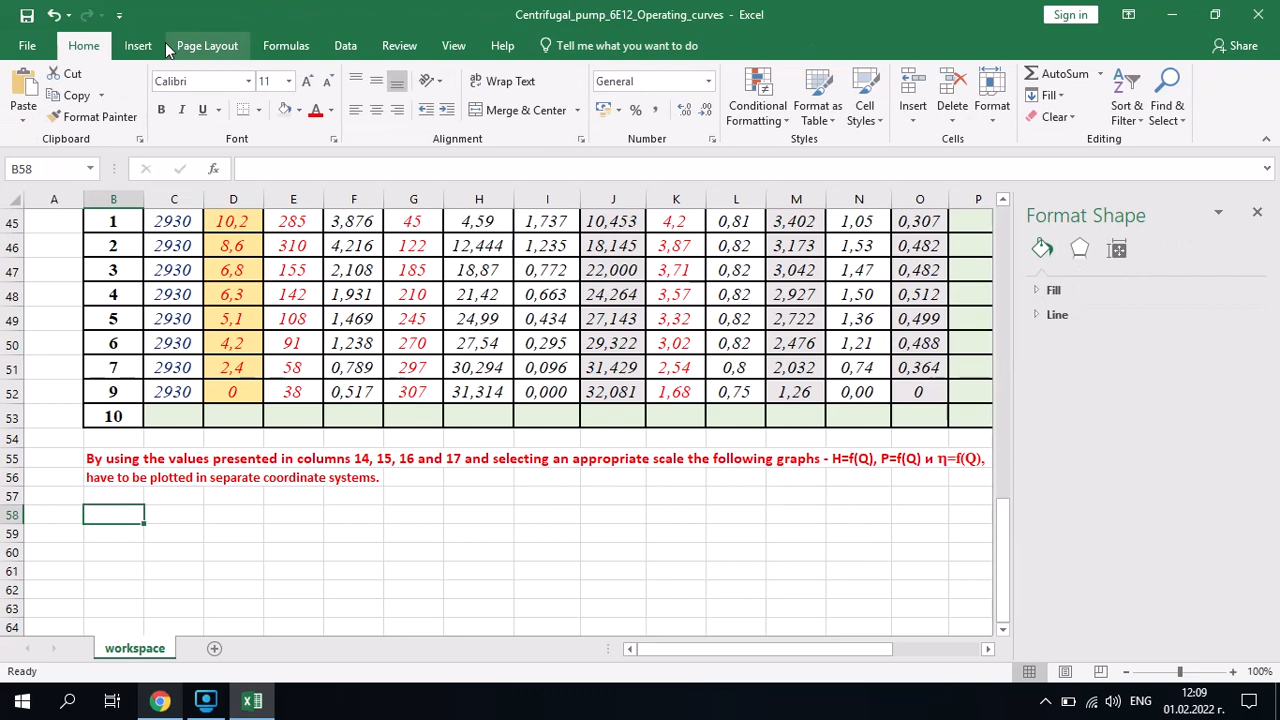 Centrifugal_pump_6E12_Operating_curves - Excel
Sign in
File Home Insert Page Layout Formulas Data Review View Help Tell me what you want to do Share
Paste Cut Copy Format Painter Clipboard
Calibri 11 B I U A Font
Wrap Text Merge & Center Alignment
General % , Number
Conditional Formatting Format as Table Cell Styles Styles
Insert Delete Format Cells
AutoSum Fill Clear Sort & Filter Find & Select Editing
B58 fx
A B C D E F G H I J K L M N O P
45 1 2930 10,2 285 3,876 45 4,59 1,737 10,453 4,2 0,81 3,402 1,05 0,307
46 2 2930 8,6 310 4,216 122 12,444 1,235 18,145 3,87 0,82 3,173 1,53 0,482
47 3 2930 6,8 155 2,108 185 18,87 0,772 22,000 3,71 0,82 3,042 1,47 0,482
48 4 2930 6,3 142 1,931 210 21,42 0,663 24,264 3,57 0,82 2,927 1,50 0,512
49 5 2930 5,1 108 1,469 245 24,99 0,434 27,143 3,32 0,82 2,722 1,36 0,499
50 6 2930 4,2 91 1,238 270 27,54 0,295 29,322 3,02 0,82 2,476 1,21 0,488
51 7 2930 2,4 58 0,789 297 30,294 0,096 31,429 2,54 0,8 2,032 0,74 0,364
52 9 2930 0 38 0,517 307 31,314 0,000 32,081 1,68 0,75 1,26 0,00 0
53 10
54
55 By using the values presented in columns 14, 15, 16 and 17 and selecting an appropriate scale the following graphs - H=f(Q), P=f(Q) и η=f(Q),
56 have to be plotted in separate coordinate systems.
57
58
59
60
61
62
63
64
Format Shape
Fill
Line
workspace
Ready 100%
ENG 12:09
01.02.2022 г.